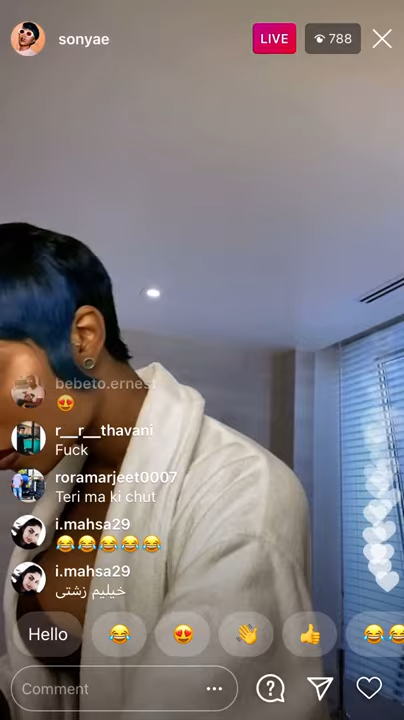 sonyae
LIVE
788
bebeto.ernest
😍
r__r__thavani
Fuck
roramarjeet0007
Teri ma ki chut
i.mahsa29
😂😂😂😂😂
i.mahsa29
خیلیم زشتی
Hello 😂 😍 👋 👍 😂😂
Comment